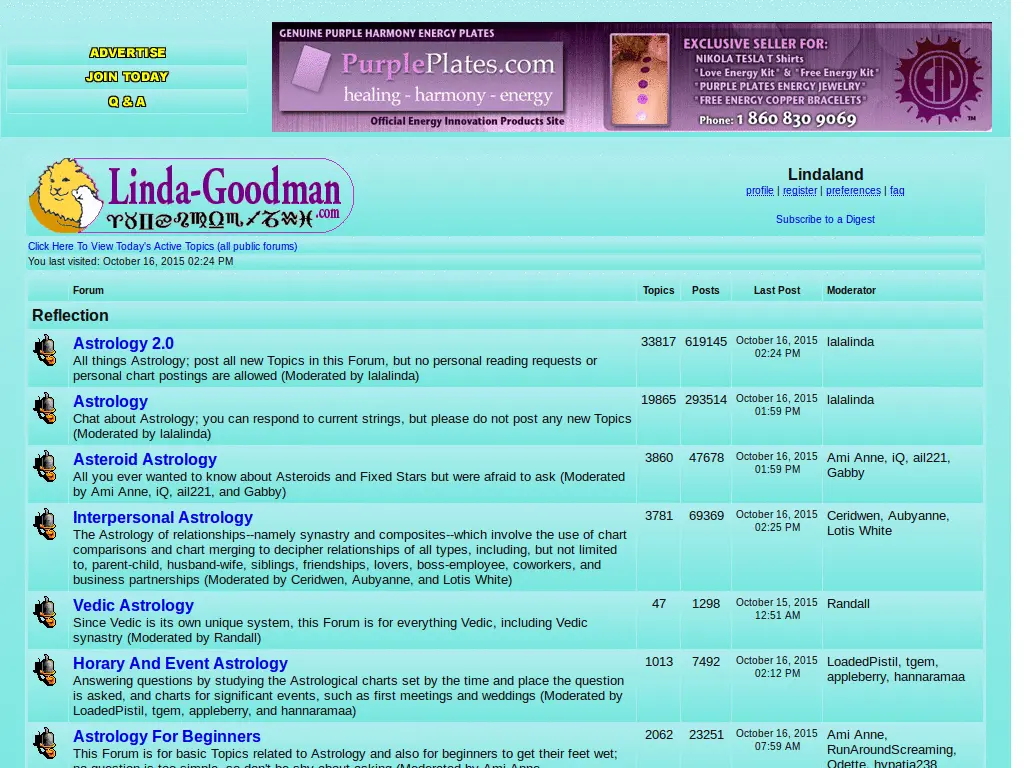 ADVERTISE
JOIN TODAY
Q & A
GENUINE PURPLE HARMONY ENERGY PLATES
PurplePlates.com
healing - harmony - energy
Official Energy Innovation Products Site
EXCLUSIVE SELLER FOR:
NIKOLA TESLA T Shirts
"Love Energy Kit" & "Free Energy Kit"
*PURPLE PLATES ENERGY JEWELRY*
*FREE ENERGY COPPER BRACELETS*
Phone: 1 860 830 9069
EIP
TM
Linda-Goodman
.com
♈♉♊♋♌♍♎♏♐♑♒♓
Lindaland
profile | register | preferences | faq
Subscribe to a Digest
Click Here To View Today's Active Topics (all public forums)
You last visited: October 16, 2015 02:24 PM
Forum Topics Posts Last Post Moderator
Reflection
Astrology 2.0
All things Astrology; post all new Topics in this Forum, but no personal reading requests or
personal chart postings are allowed (Moderated by lalalinda)
33817 619145 October 16, 2015
02:24 PM
lalalinda
Astrology
Chat about Astrology; you can respond to current strings, but please do not post any new Topics
(Moderated by lalalinda)
19865 293514 October 16, 2015
01:59 PM
lalalinda
Asteroid Astrology
All you ever wanted to know about Asteroids and Fixed Stars but were afraid to ask (Moderated
by Ami Anne, iQ, ail221, and Gabby)
3860 47678 October 16, 2015
01:59 PM
Ami Anne, iQ, ail221,
Gabby
Interpersonal Astrology
The Astrology of relationships--namely synastry and composites--which involve the use of chart
comparisons and chart merging to decipher relationships of all types, including, but not limited
to, parent-child, husband-wife, siblings, friendships, lovers, boss-employee, coworkers, and
business partnerships (Moderated by Ceridwen, Aubyanne, and Lotis White)
3781 69369 October 16, 2015
02:25 PM
Ceridwen, Aubyanne,
Lotis White
Vedic Astrology
Since Vedic is its own unique system, this Forum is for everything Vedic, including Vedic
synastry (Moderated by Randall)
47 1298 October 15, 2015
12:51 AM
Randall
Horary And Event Astrology
Answering questions by studying the Astrological charts set by the time and place the question
is asked, and charts for significant events, such as first meetings and weddings (Moderated by
LoadedPistil, tgem, appleberry, and hannaramaa)
1013 7492 October 16, 2015
02:12 PM
LoadedPistil, tgem,
appleberry, hannaramaa
Astrology For Beginners
This Forum is for basic Topics related to Astrology and also for beginners to get their feet wet;
no question is too simple, so don't be shy about asking (Moderated by Ami Anne,
2062 23251 October 16, 2015
07:59 AM
Ami Anne,
RunAroundScreaming,
Odette, hypatia238